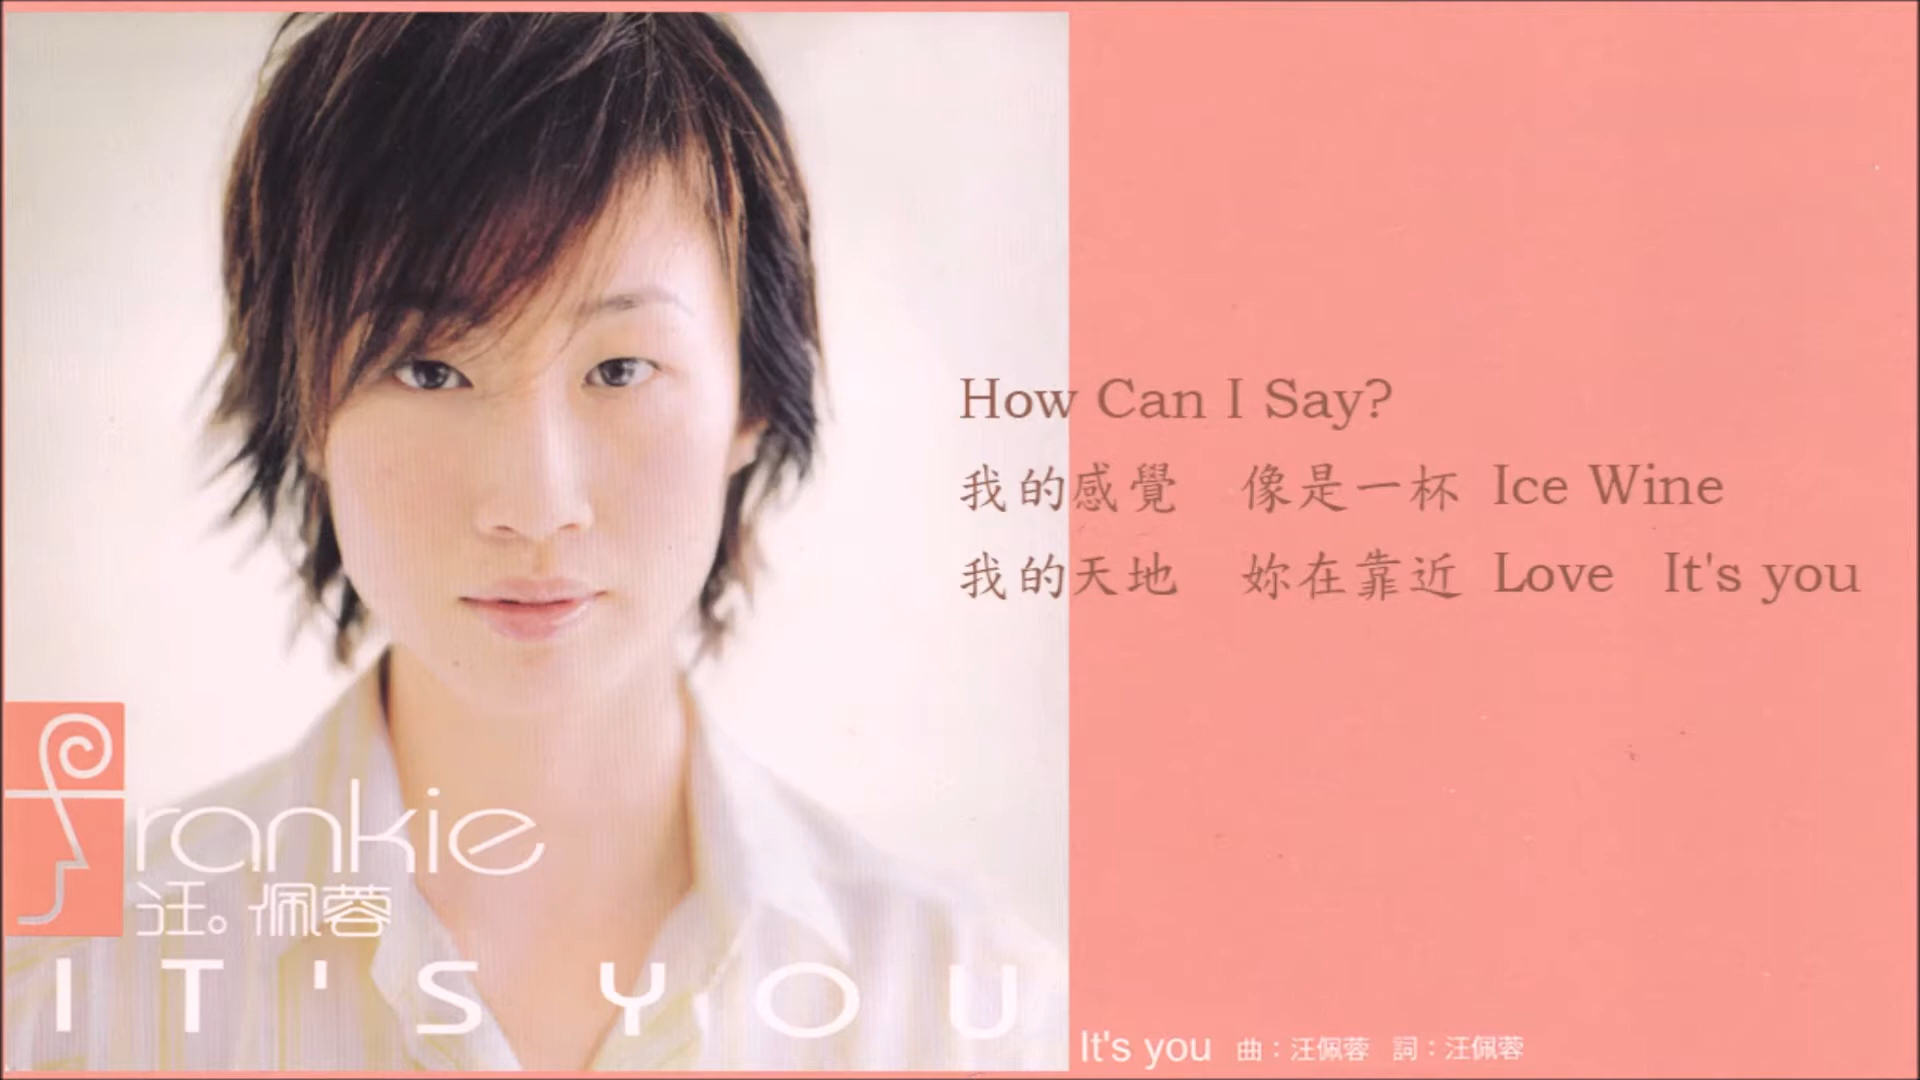 How Can I Say?
我的感覺 像是一杯 Ice Wine
我的天地 妳在靠近 Love It's you
frankie
汪。佩蓉
IT'S YOU
It's you 曲：汪佩蓉 詞：汪佩蓉